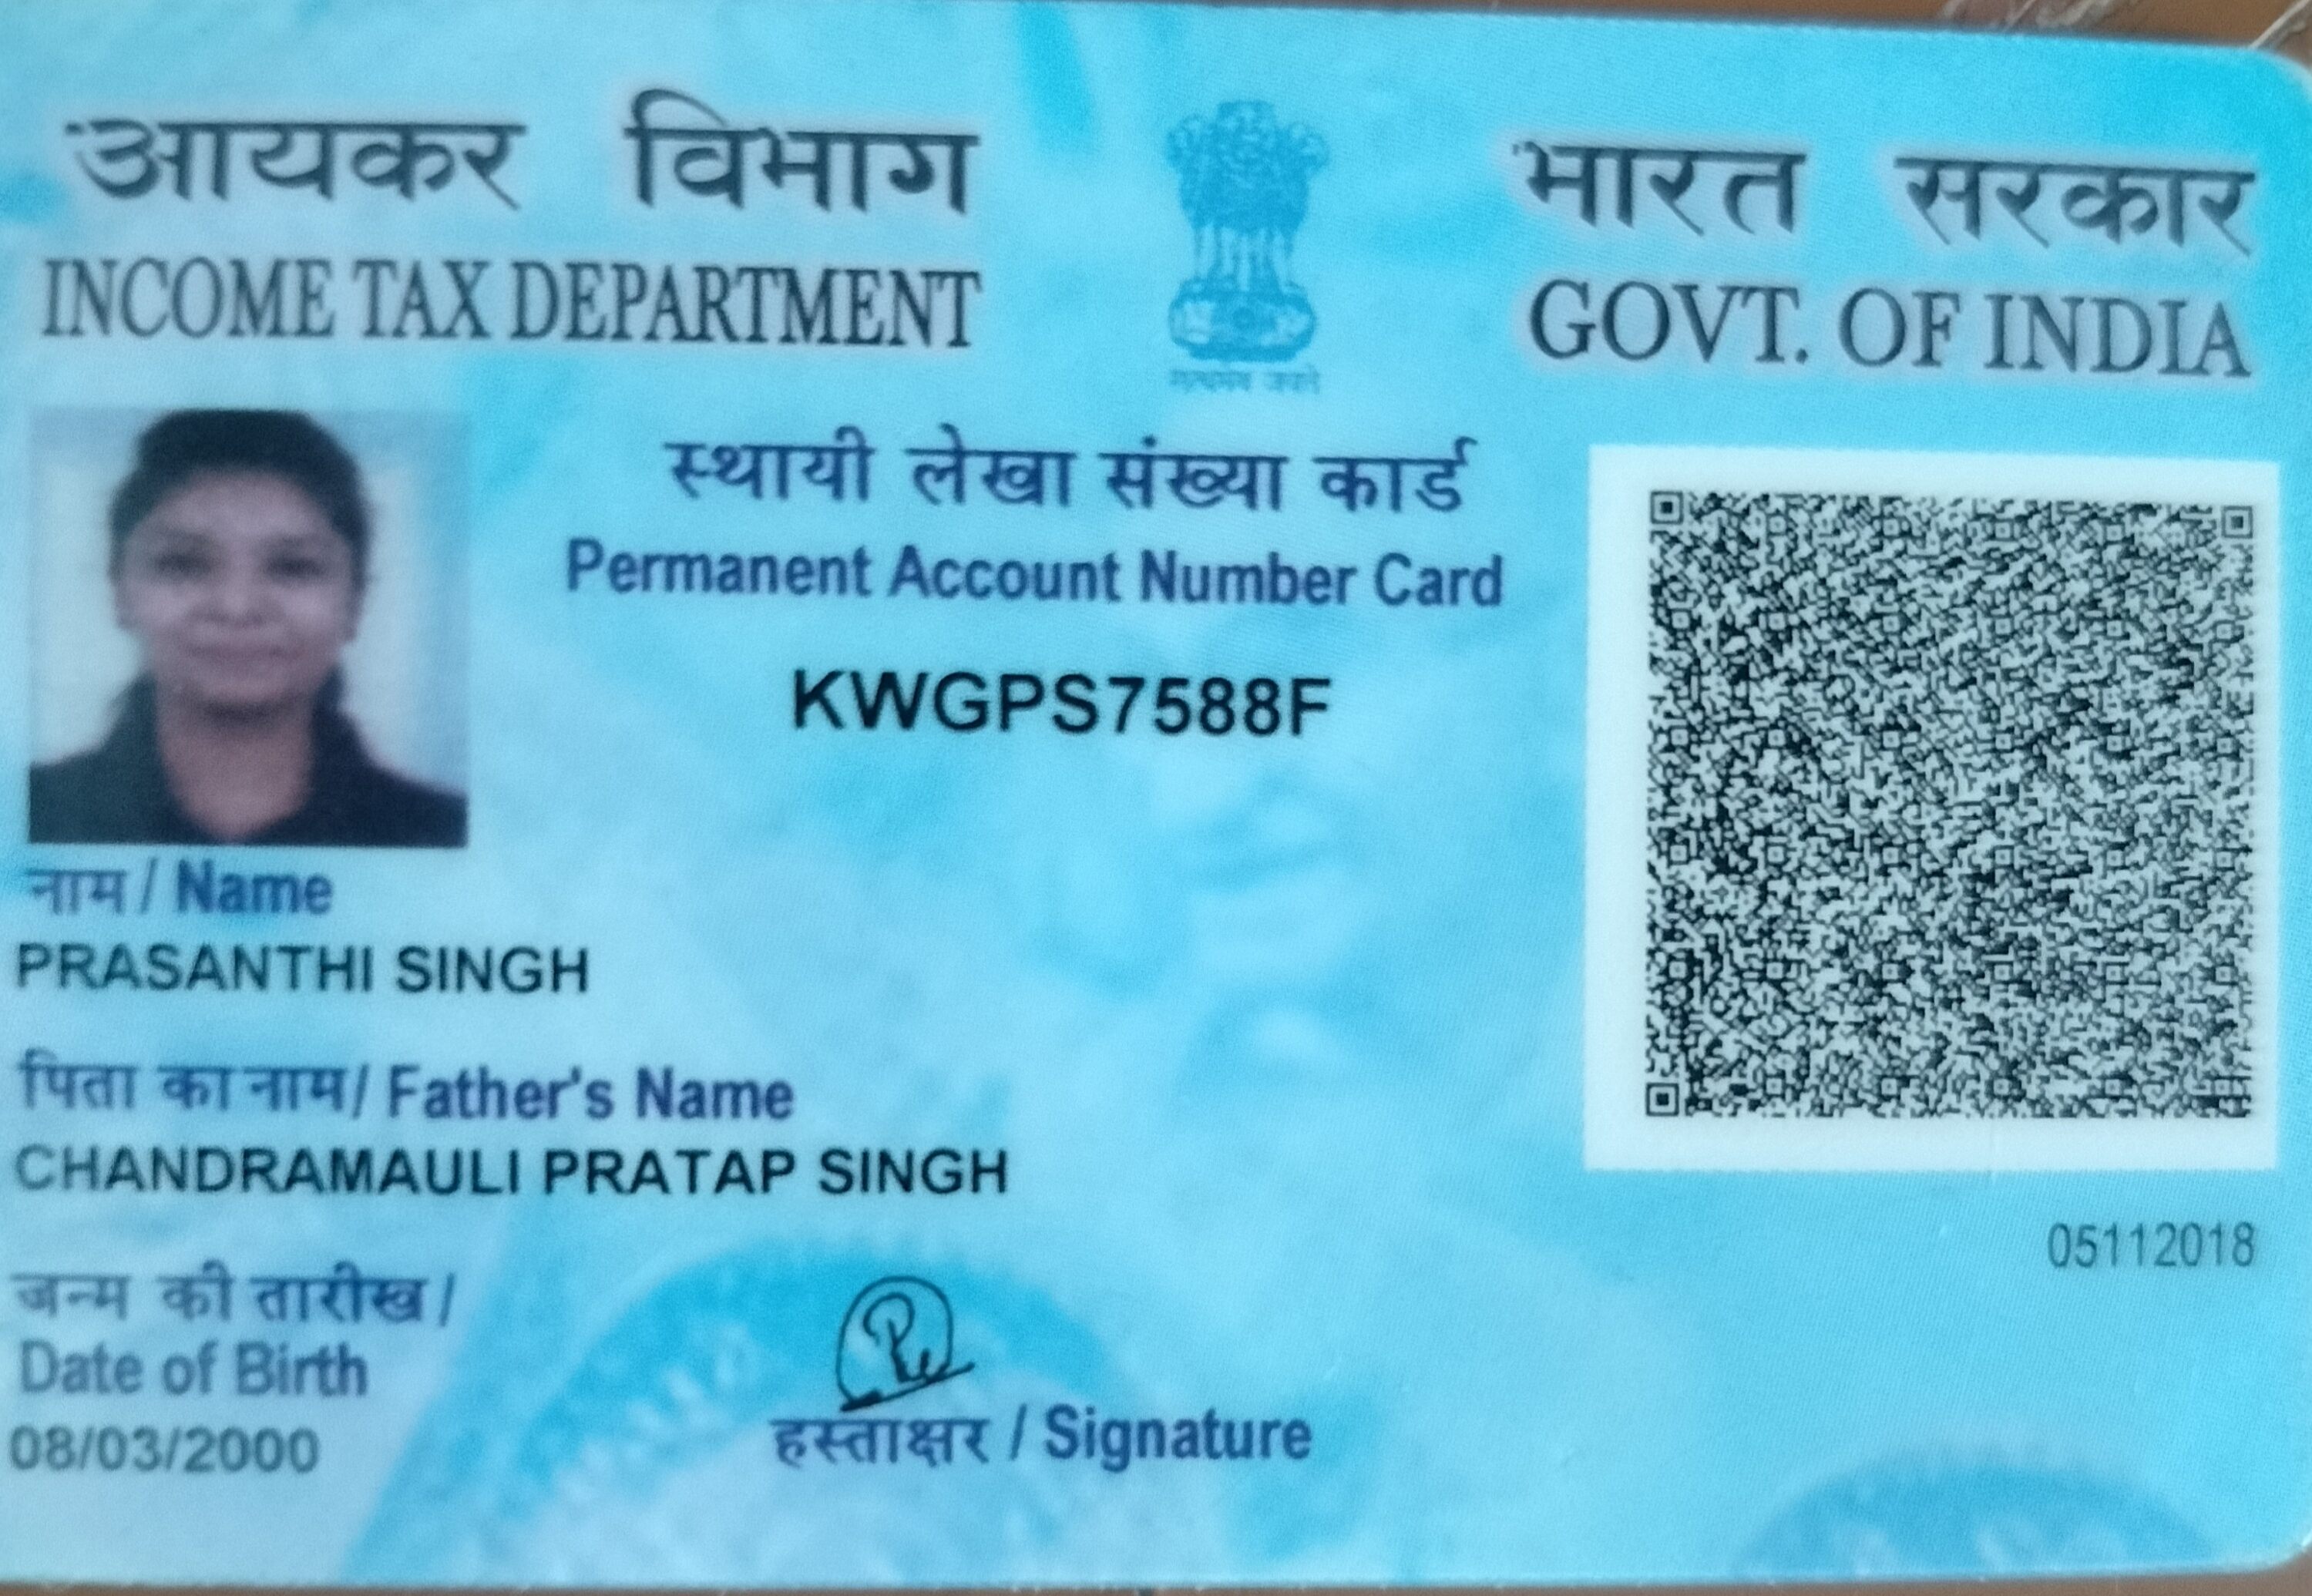 आयकर विभाग
INCOME TAX DEPARTMENT
सत्यमेव जयते
भारत सरकार
GOVT. OF INDIA
स्थायी लेखा संख्या कार्ड
Permanent Account Number Card
KWGPS7588F
नाम / Name
PRASANTHI SINGH
पिता का नाम/ Father's Name
CHANDRAMAULI PRATAP SINGH
जन्म की तारीख /
Date of Birth
08/03/2000
हस्ताक्षर / Signature
05112018